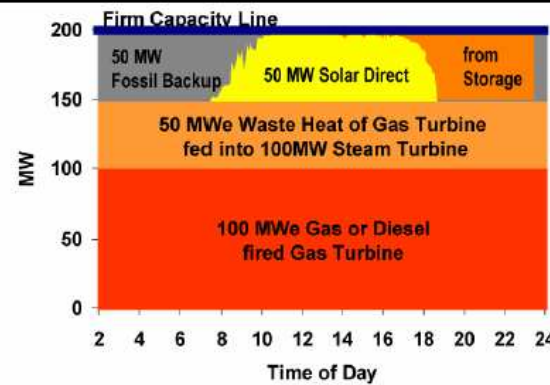 Firm Capacity Line
200
150
100
50
0
MW
50 MW
Fossil Backup
50 MW Solar Direct
from
Storage
50 MWe Waste Heat of Gas Turbine
fed into 100MW Steam Turbine
100 MWe Gas or Diesel
fired Gas Turbine
2 4 6 8 10 12 14 16 18 20 22 24
Time of Day